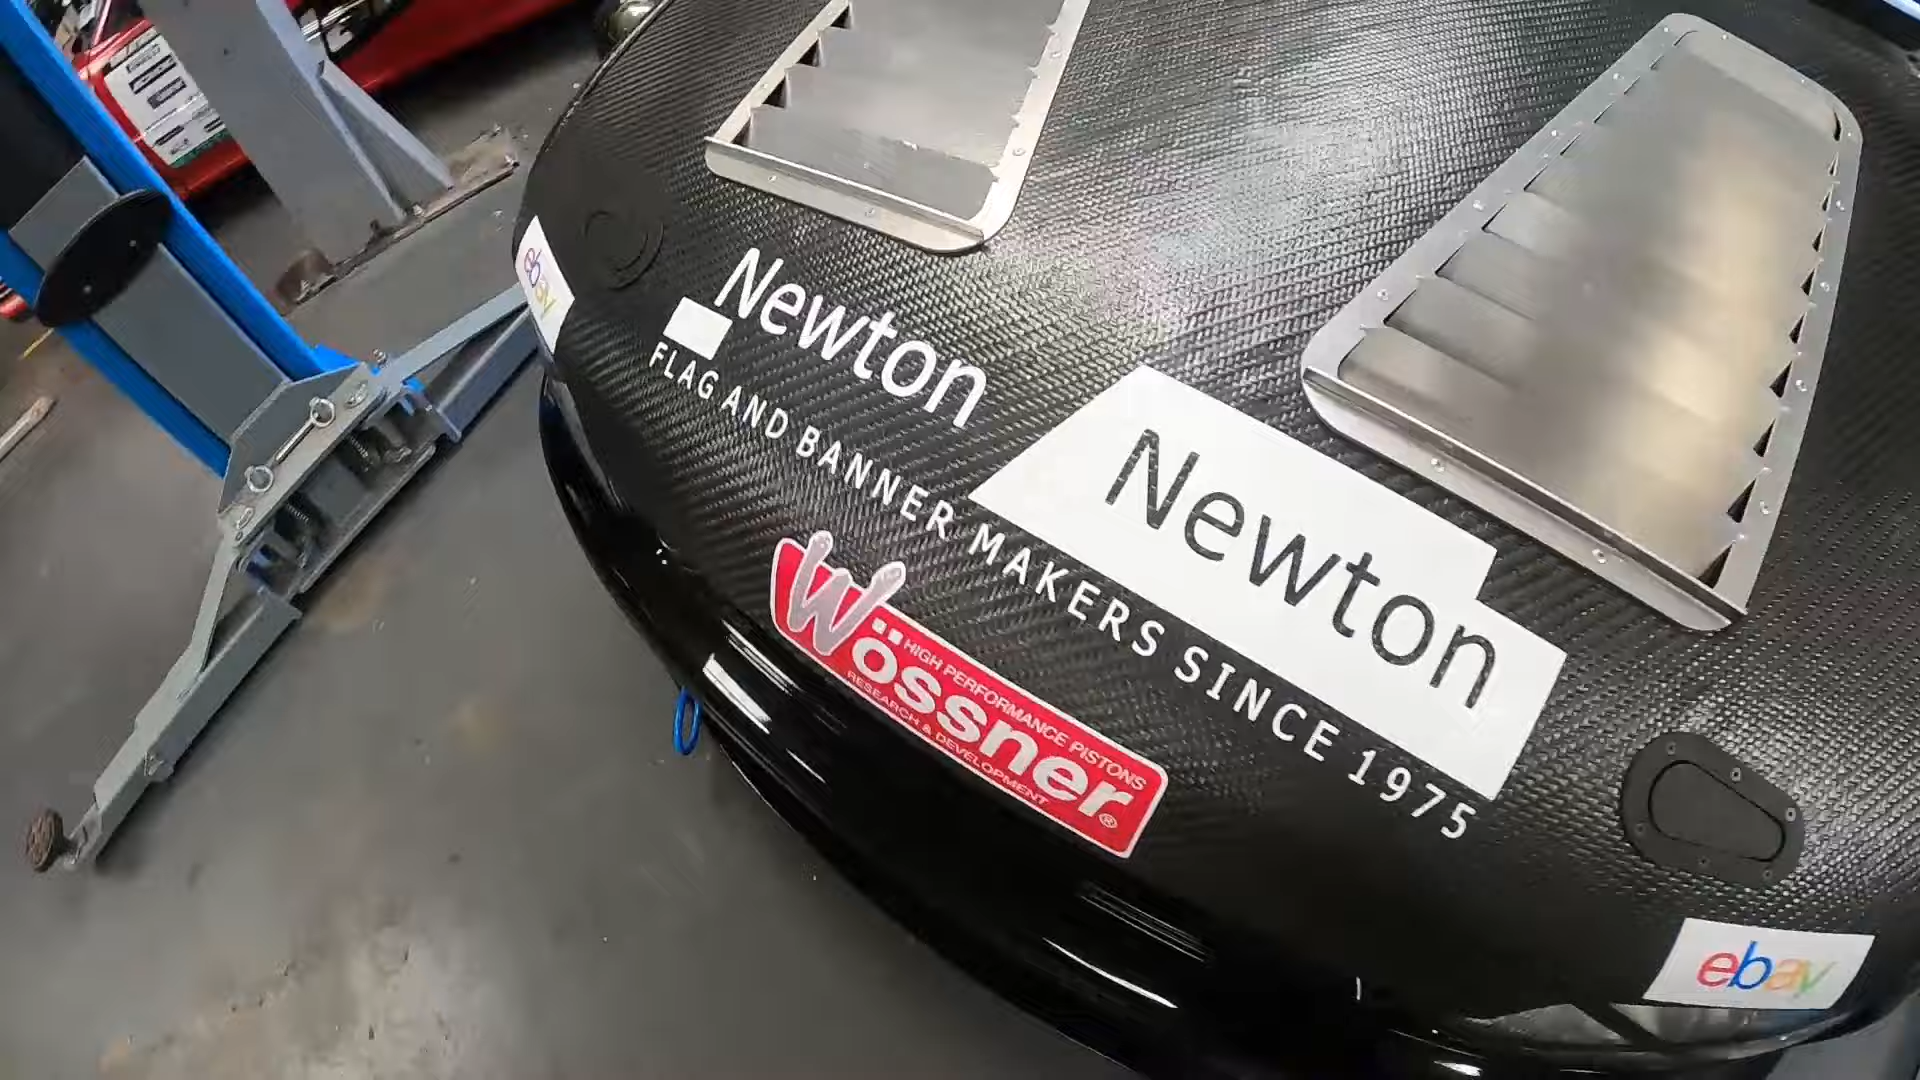 ebay
Newton
FLAG AND BANNER MAKERS SINCE 1975
Newton
HIGH PERFORMANCE PISTONS
Wössner®
RESEARCH & DEVELOPMENT
ebay